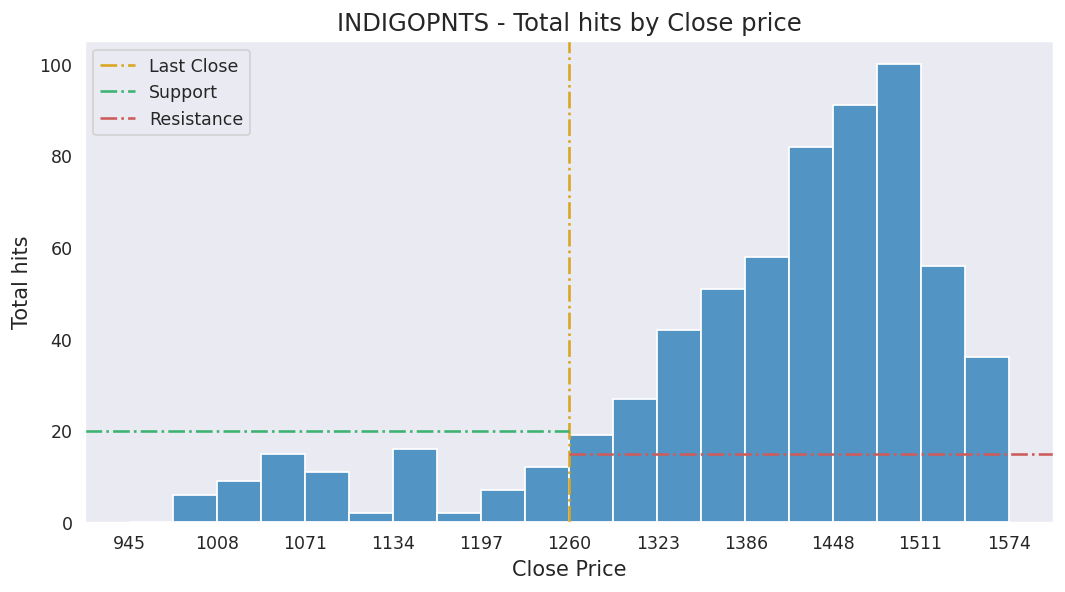 INDIGOPNTS - Total hits by Close price
Last Close
Support
Resistance
Total hits
100
80
60
40
20
0
945 1008 1071 1134 1197 1260 1323 1386 1448 1511 1574
Close Price